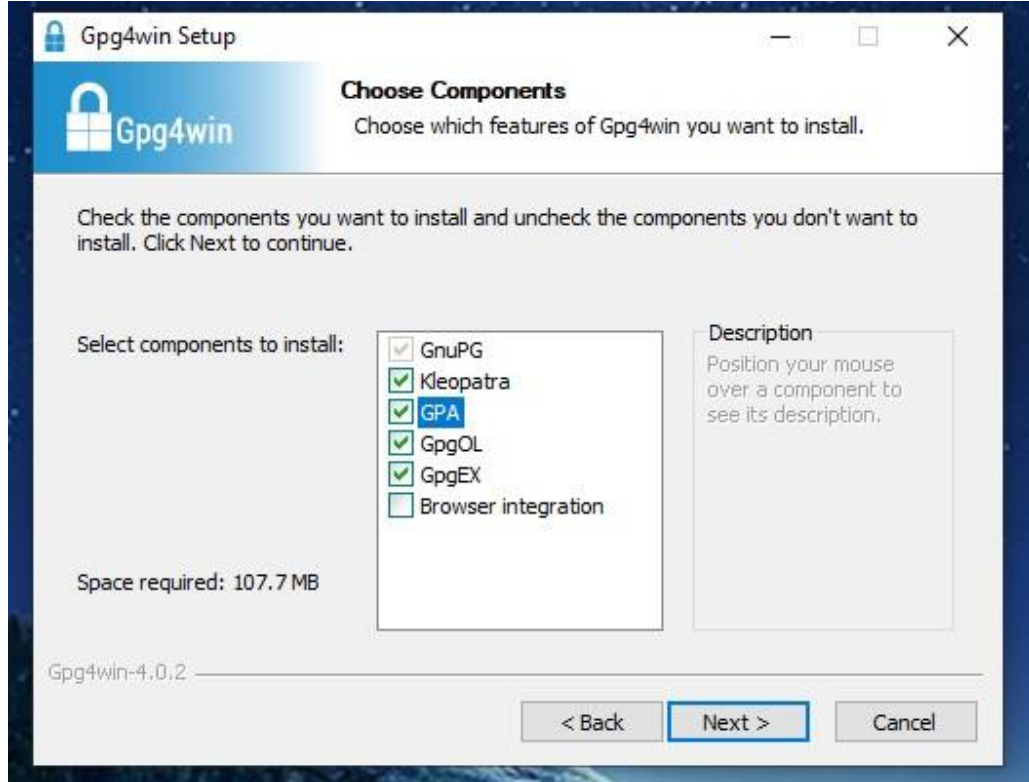 Gpg4win Setup
Gpg4win
Choose Components
Choose which features of Gpg4win you want to install.
Check the components you want to install and uncheck the components you don't want to
install. Click Next to continue.
Select components to install:
GnuPG
Kleopatra
GPA
GpgOL
GpgEX
Browser integration
Description
Position your mouse
over a component to
see its description.
Space required: 107.7 MB
Gpg4win-4.0.2
< Back
Next >
Cancel